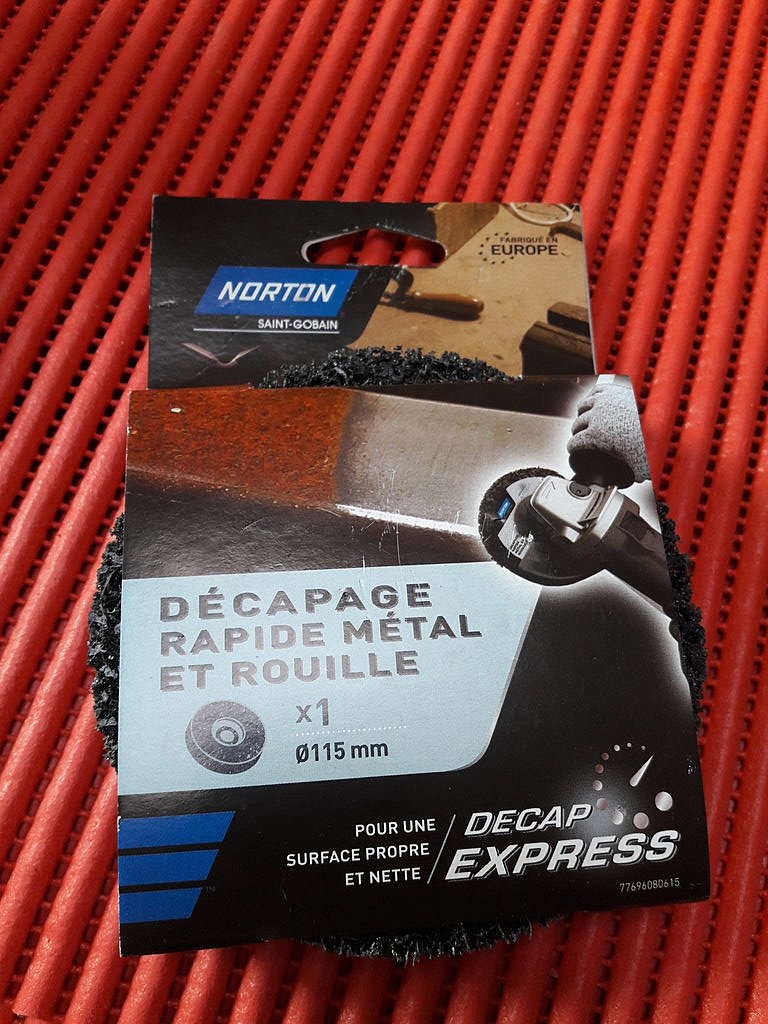 FABRIQUÉ EN
EUROPE
NORTON
SAINT-GOBAIN
DÉCAPAGE
RAPIDE MÉTAL
ET ROUILLE
x1
Ø115 mm
POUR UNE
SURFACE PROPRE
ET NETTE
DECAP
EXPRESS
77696080615
TM